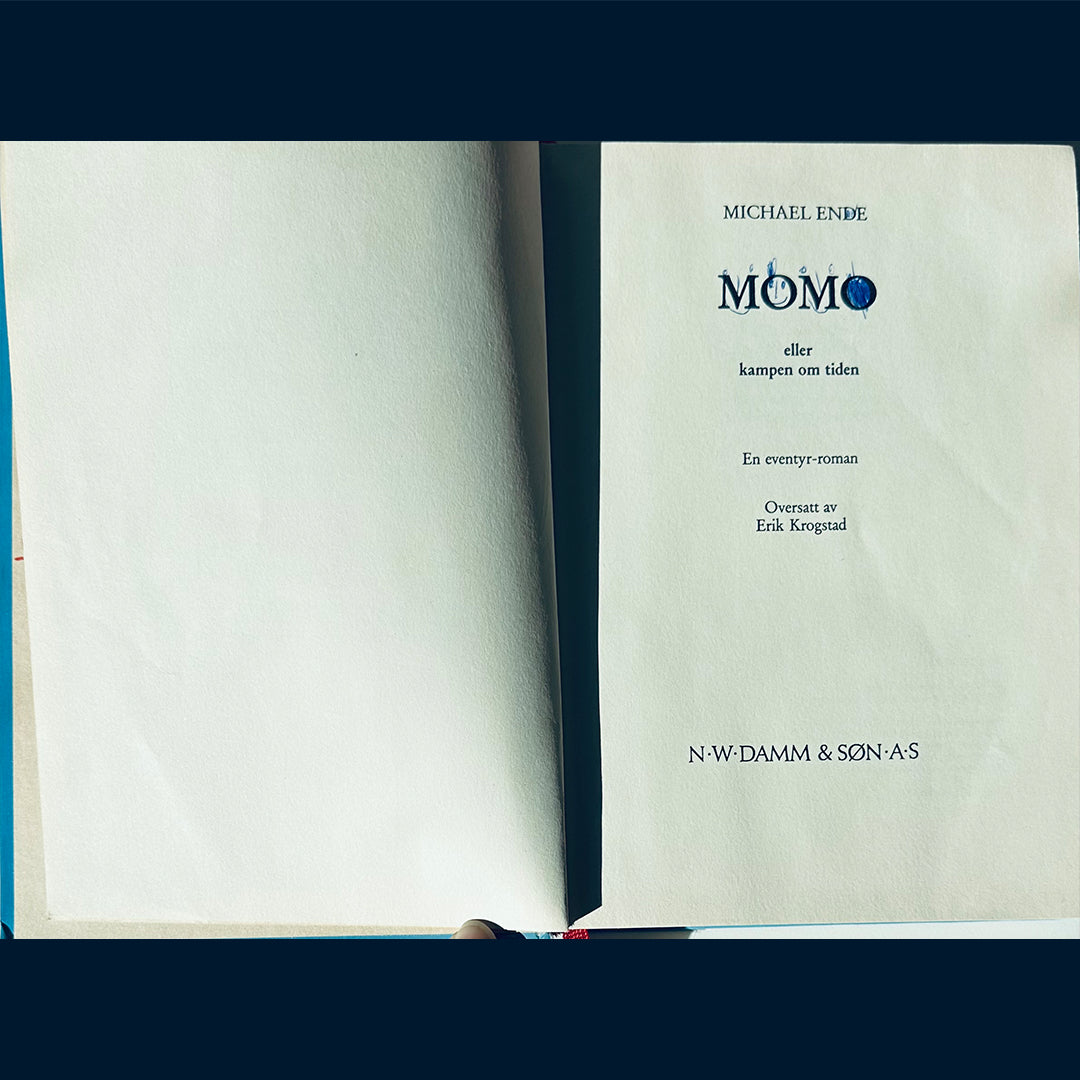 MICHAEL ENDE
MOMO
eller
kampen om tiden
En eventyr-roman
Oversatt av
Erik Krogstad
N·W·DAMM & SØN·A·S